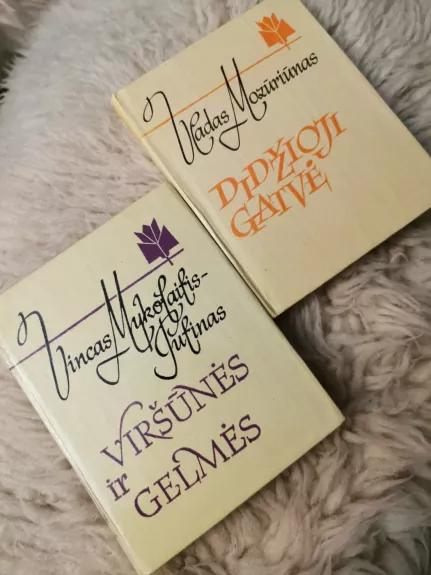 Vladas Mozūriūnas
DIDŽIOJI
GATVĖ
Vincas Mykolaitis-
Putinas
VIRŠŪNĖS
ir
GELMĖS